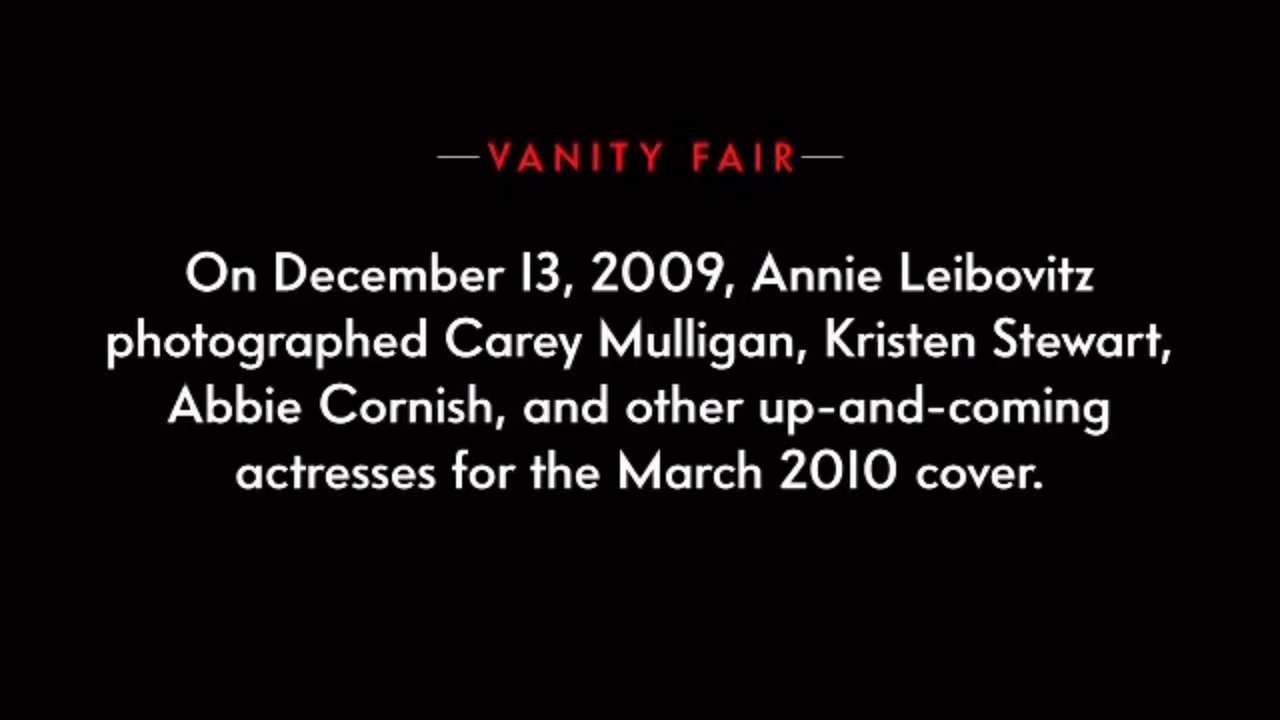 VANITY FAIR
On December 13, 2009, Annie Leibovitz
photographed Carey Mulligan, Kristen Stewart,
Abbie Cornish, and other up-and-coming
actresses for the March 2010 cover.